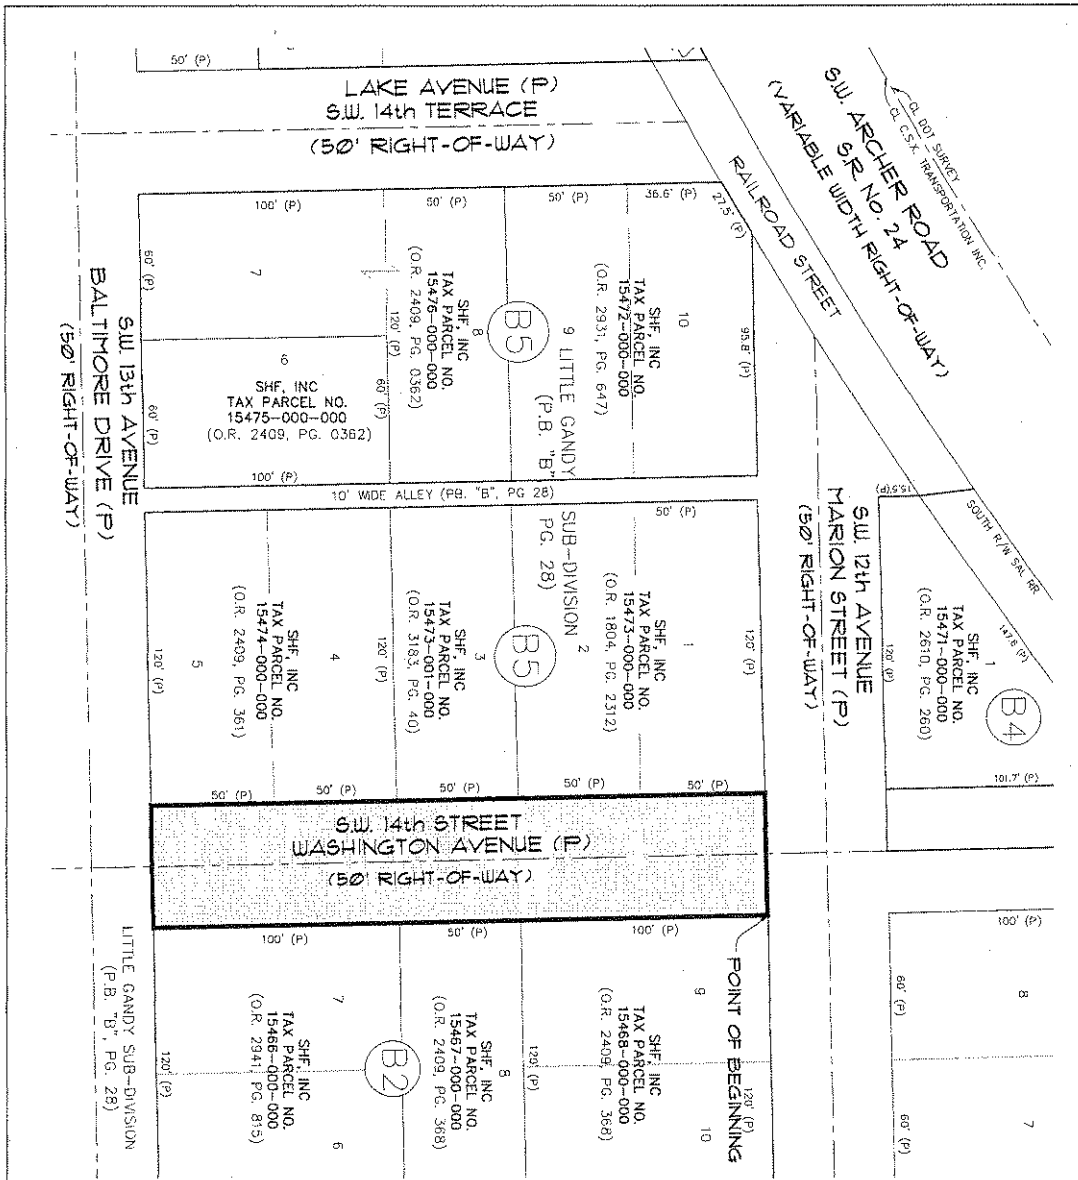 50' (P)
LAKE AVENUE (P)
S.W. 14th TERRACE
(50' RIGHT-OF-WAY)
CL DOT SURVEY
CL C.S.X. TRANSPORTATION INC.
S.W. ARCHER ROAD
S.R. No. 24
(VARIABLE WIDTH RIGHT-OF-WAY)
RAILROAD STREET
100' (P)
50' (P)
50' (P)
36.6' (P)
27.5' (P)
95.8' (P)
60' (P)
7
SHF, INC
TAX PARCEL NO.
15476-000-000
(O.R. 2409, PG. 0362)
8
120' (P)
B5
9
LITTLE GANDY
(P.B. "B"
10
SHF, INC
TAX PARCEL NO.
15472-000-000
(O.R. 2931, PG. 647)
6
SHF, INC
TAX PARCEL NO.
15475-000-000
(O.R. 2409, PG. 0362)
60' (P)
60' (P)
100' (P)
S.W. 13th AVENUE
BALTIMORE DRIVE (P)
(50' RIGHT-OF-WAY)
10' WIDE ALLEY (PB. "B", PG 28)
50' (P)
SUB-DIVISION
PG. 28)
S.W. 12th AVENUE
MARION STREET (P)
(50' RIGHT-OF-WAY)
15.5' (P)
SOUTH R/W SAL RR
147.8' (P)
1
SHF, INC
TAX PARCEL NO.
15471-000-000
(O.R. 2610, PG. 260)
120' (P)
B4
101.7' (P)
SHF, INC
TAX PARCEL NO.
15474-000-000
(O.R. 2409, PG. 361)
5
4
120' (P)
120' (P)
SHF, INC
TAX PARCEL NO.
15473-001-000
(O.R. 3183, PG. 40)
3
B5
2
1
SHF, INC
TAX PARCEL NO.
15473-006-000
(O.R. 1804, PG. 2312)
120' (P)
50' (P)
50' (P)
50' (P)
50' (P)
50' (P)
S.W. 14th STREET
WASHINGTON AVENUE (P)
(50' RIGHT-OF-WAY)
100' (P)
50' (P)
100' (P)
100' (P)
POINT OF BEGINNING
LITTLE GANDY SUB-DIVISION
(P.B. "B", PG. 28)
120' (P)
7
SHF, INC
TAX PARCEL NO.
15466-000-000
(O.R. 2941, PG. 815)
6
B2
8
SHF, INC
TAX PARCEL NO.
15467-000-000
(O.R. 2409, PG. 368)
120' (P)
9
SHF, INC
TAX PARCEL NO.
15468-000-000
(O.R. 2409, PG. 368)
10
120' (P)
60' (P)
60' (P)
8
7